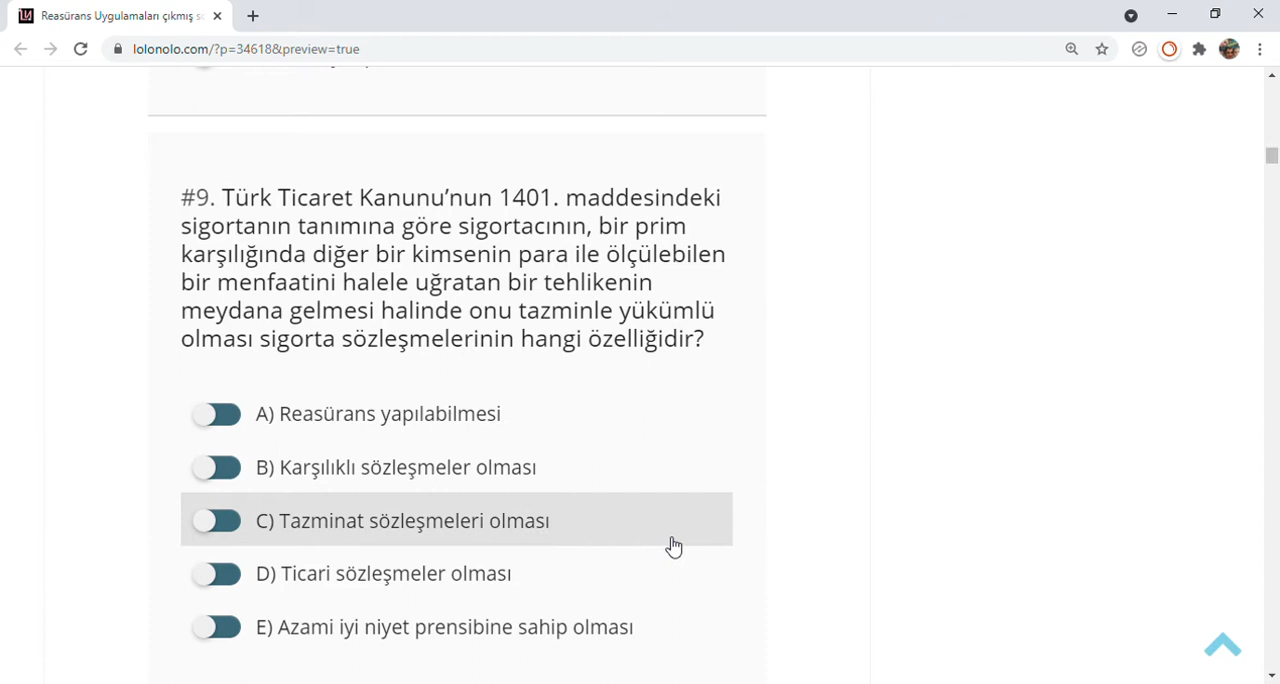 Reasürans Uygulamaları çıkmış so
lolonolo.com/?p=34618&preview=true
#9. Türk Ticaret Kanunu’nun 1401. maddesindeki
sigortanın tanımına göre sigortacının, bir prim
karşılığında diğer bir kimsenin para ile ölçülebilen
bir menfaatini halele uğratan bir tehlikenin
meydana gelmesi halinde onu tazminle yükümlü
olması sigorta sözleşmelerinin hangi özelliğidir?
A) Reasürans yapılabilmesi
B) Karşılıklı sözleşmeler olması
C) Tazminat sözleşmeleri olması
D) Ticari sözleşmeler olması
E) Azami iyi niyet prensibine sahip olması